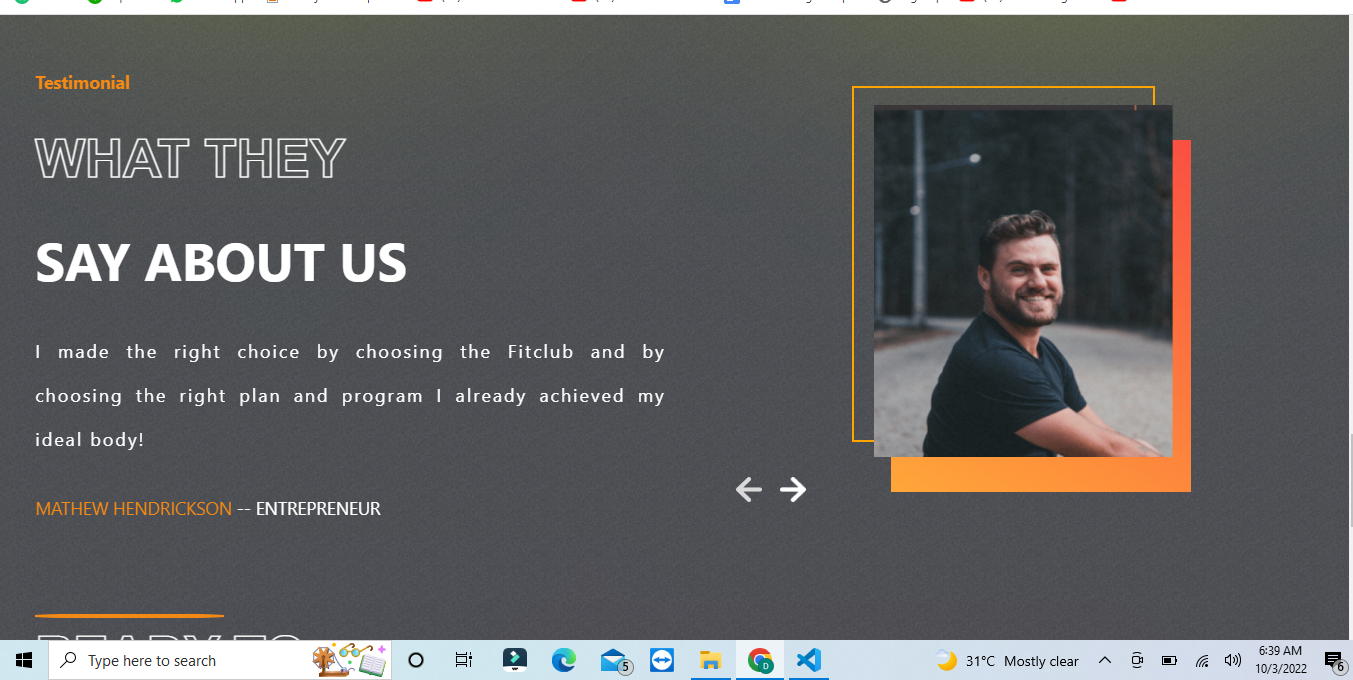 Testimonial
WHAT THEY
SAY ABOUT US
I made the right choice by choosing the Fitclub and by
choosing the right plan and program I already achieved my
ideal body!
MATHEW HENDRICKSON -- ENTREPRENEUR
READY TO
Type here to search
5
D
31°C Mostly clear
6:39 AM
10/3/2022
6